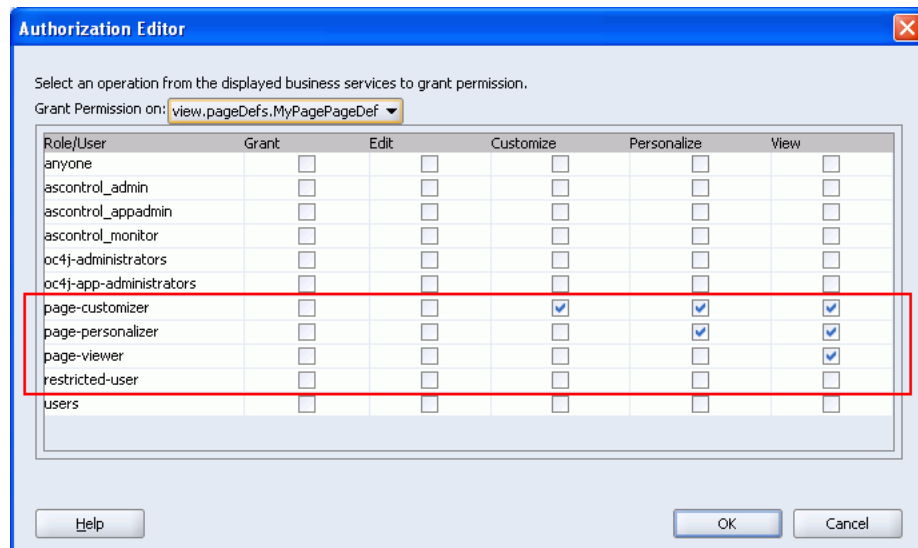 Authorization Editor
Select an operation from the displayed business services to grant permission.
Grant Permission on: view.pageDefs.MyPagePageDef
Role/User Grant Edit Customize Personalize View
anyone
ascontrol_admin
ascontrol_appadmin
ascontrol_monitor
oc4j-administrators
oc4j-app-administrators
page-customizer
page-personalizer
page-viewer
restricted-user
users
Help OK Cancel